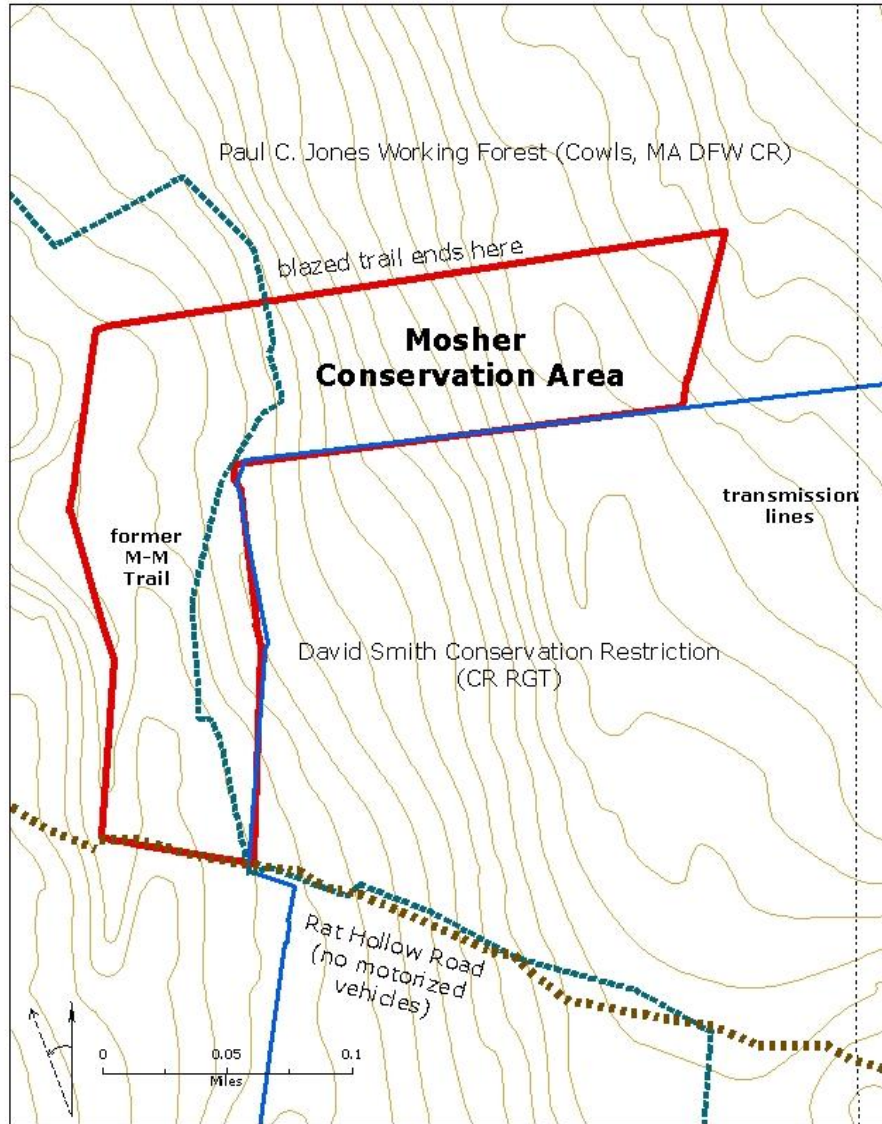 Paul C. Jones Working Forest (Cowls, MA DFW CR)
blazed trail ends here
Mosher
Conservation Area
transmission
lines
former
M-M
Trail
David Smith Conservation Restriction
(CR RGT)
Rat Hollow Road
(no motorized
vehicles)
0 0.05 0.1
Miles